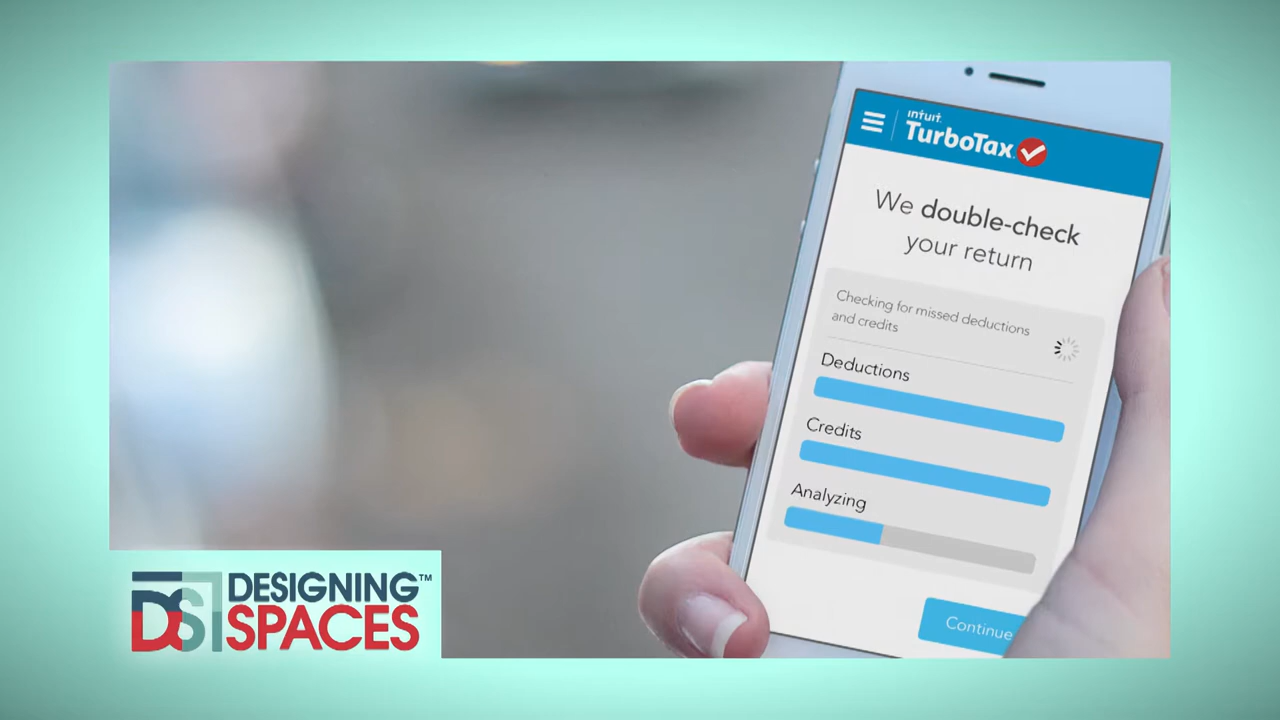 intuit.
TurboTax
We double-check
your return
Checking for missed deductions
and credits
Deductions
Credits
Analyzing
Continue
DS
DESIGNING™
SPACES